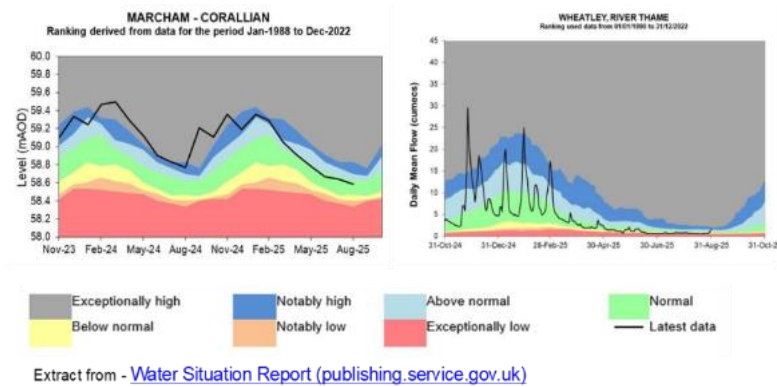 MARCHAM - CORALLIAN
Ranking derived from data for the period Jan-1988 to Dec-2022
Level (mAOD)
60.0
59.8
59.6
59.4
59.2
59.0
58.8
58.6
58.4
58.2
58.0
Nov-23 Feb-24 May-24 Aug-24 Nov-24 Feb-25 May-25 Aug-25
WHEATLEY, RIVER THAME
Ranking used data from 01/01/1990 to 31/12/2022
Daily Mean Flow (cumecs)
45
40
35
30
25
20
15
10
5
0
31-Oct-24 31-Dec-24 28-Feb-25 30-Apr-25 30-Jun-25 31-Aug-25 31-Oct-25
Exceptionally high Notably high Above normal Normal
Below normal Notably low Exceptionally low Latest data
Extract from - Water Situation Report (publishing.service.gov.uk)